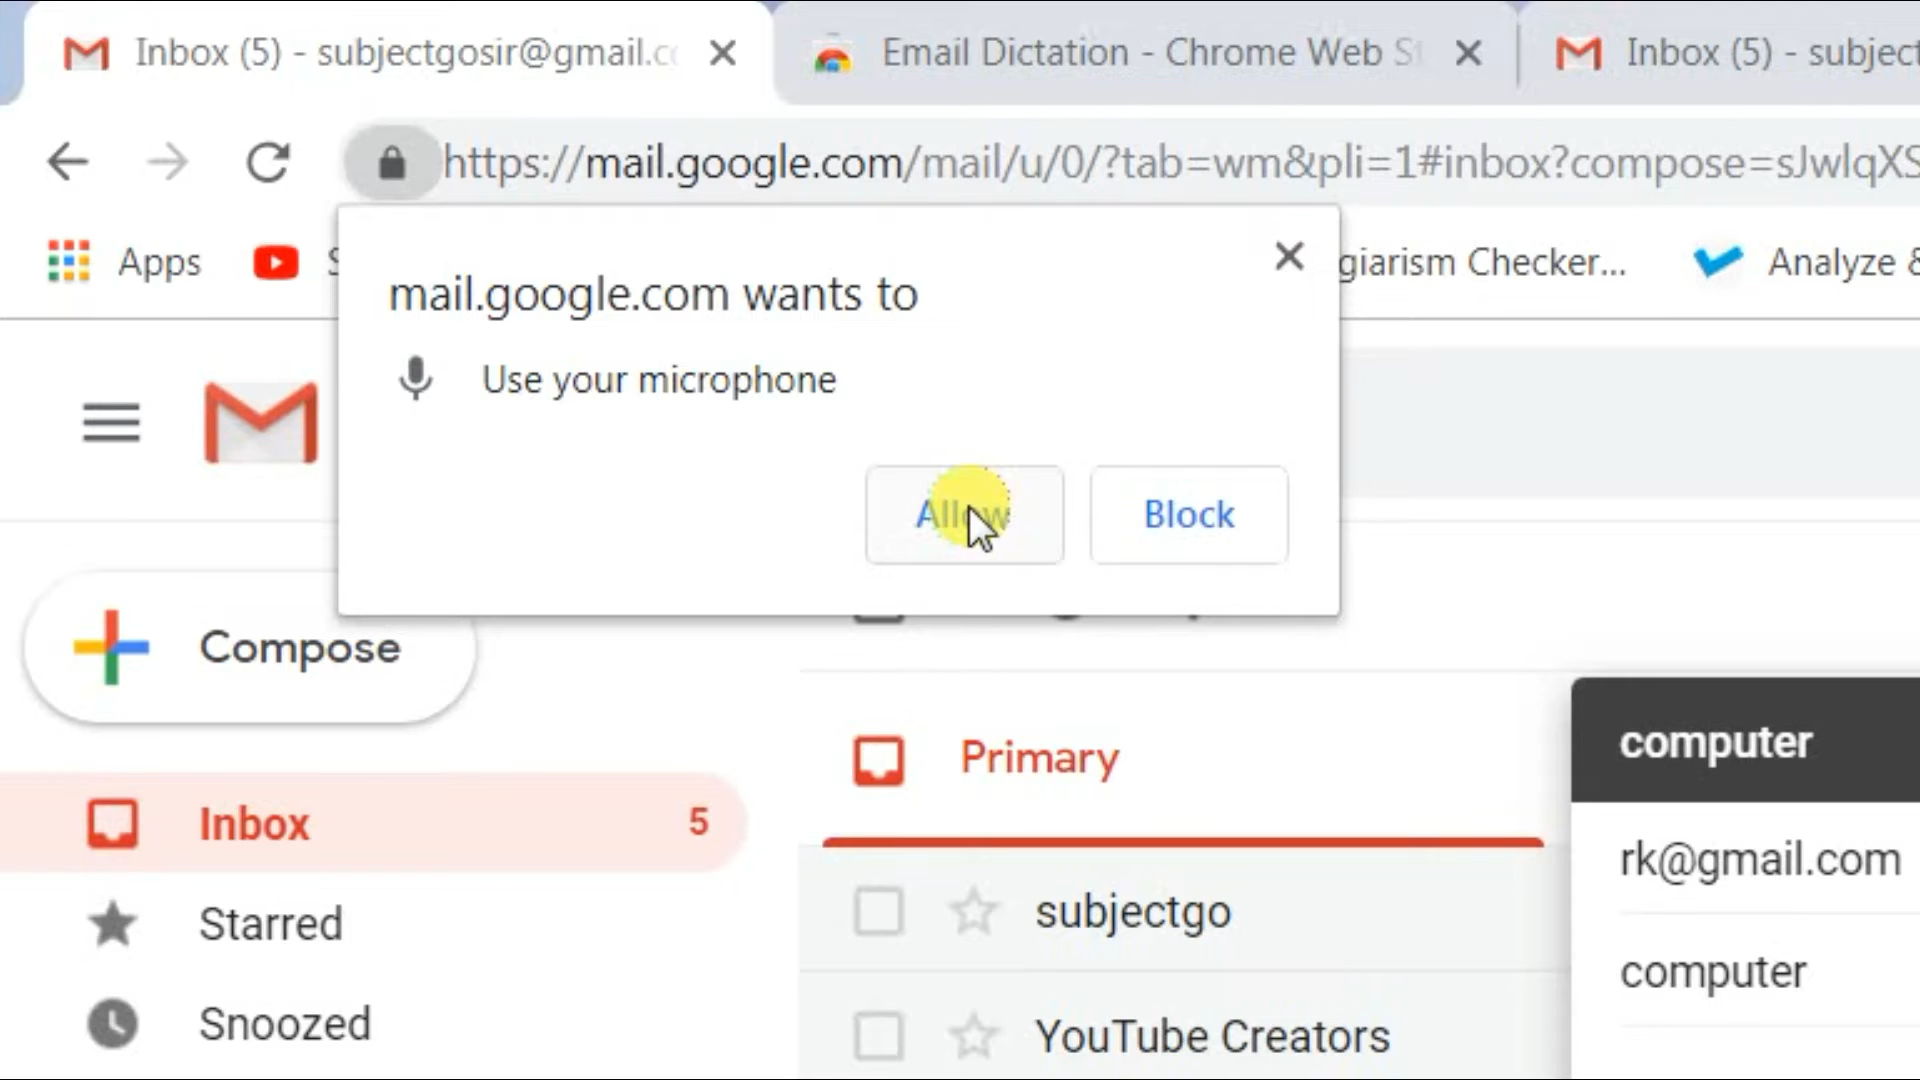 Inbox (5) - subjectgosir@gmail.c
Email Dictation - Chrome Web S
Inbox (5) - subject
https://mail.google.com/mail/u/0/?tab=wm&pli=1#inbox?compose=sJwlqXS
Apps
giarism Checker...
Analyze &
mail.google.com wants to
Use your microphone
Allow
Block
Compose
Primary
computer
Inbox
5
rk@gmail.com
Starred
subjectgo
computer
Snoozed
YouTube Creators